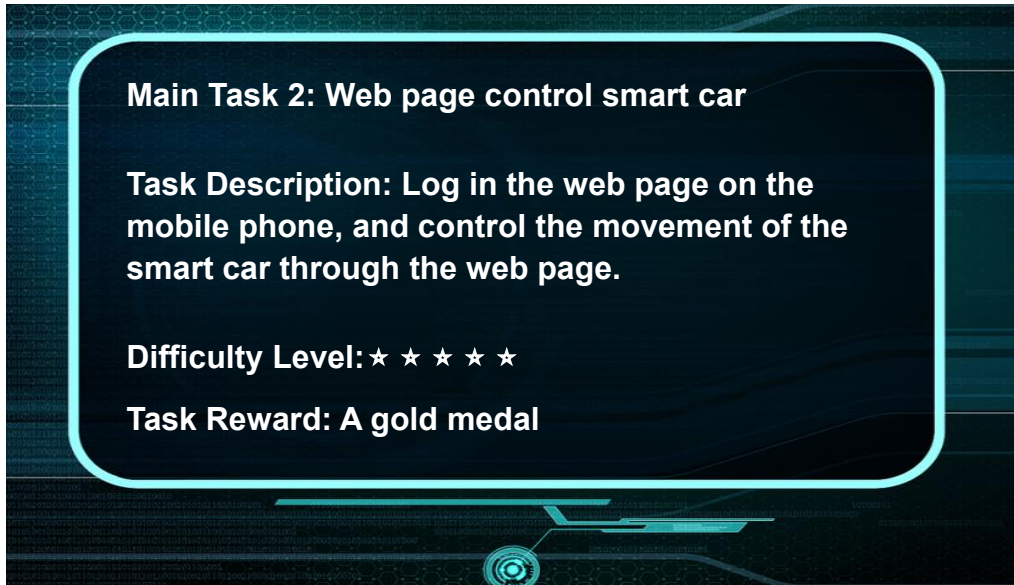 Main Task 2: Web page control smart car
Task Description: Log in the web page on the
mobile phone, and control the movement of the
smart car through the web page.
Difficulty Level:★ ★ ★ ★ ★
Task Reward: A gold medal